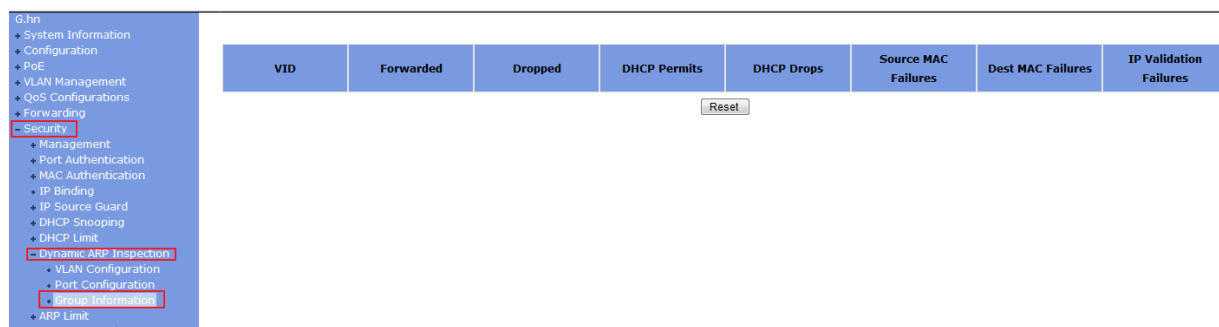 G.hn
System Information
Configuration
PoE
VLAN Management
QoS Configurations
Forwarding
Security
Management
Port Authentication
MAC Authentication
IP Binding
IP Source Guard
DHCP Snooping
DHCP Limit
Dynamic ARP Inspection
VLAN Configuration
Port Configuration
Group Information
ARP Limit
VID Forwarded Dropped DHCP Permits DHCP Drops Source MAC Failures Dest MAC Failures IP Validation Failures
Reset